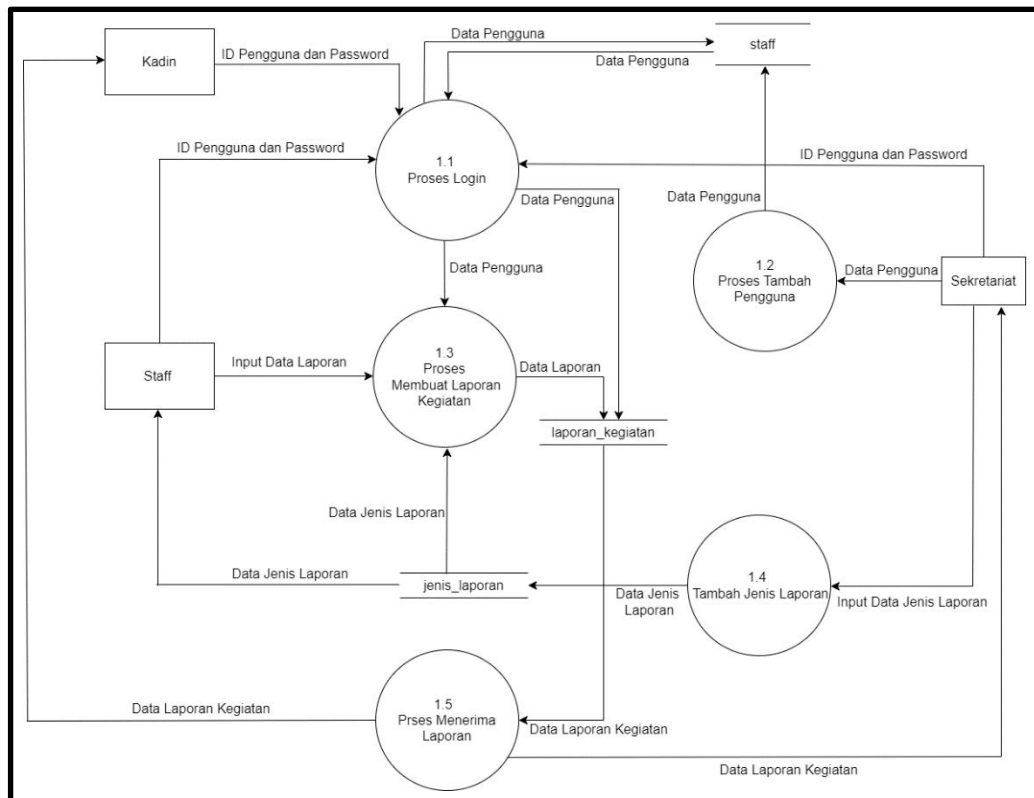 Data Pengguna
staff
Kadin
ID Pengguna dan Password
Data Pengguna
ID Pengguna dan Password
1.1
Proses Login
ID Pengguna dan Password
Data Pengguna
Data Pengguna
Data Pengguna
1.2
Proses Tambah
Pengguna
Data Pengguna
Sekretariat
Staff
Input Data Laporan
1.3
Proses
Membuat Laporan
Kegiatan
Data Laporan
laporan_kegiatan
Data Jenis Laporan
Data Jenis Laporan
jenis_laporan
Data Jenis
Laporan
1.4
Tambah Jenis Laporan
Input Data Jenis Laporan
Data Laporan Kegiatan
1.5
Prses Menerima
Laporan
Data Laporan Kegiatan
Data Laporan Kegiatan